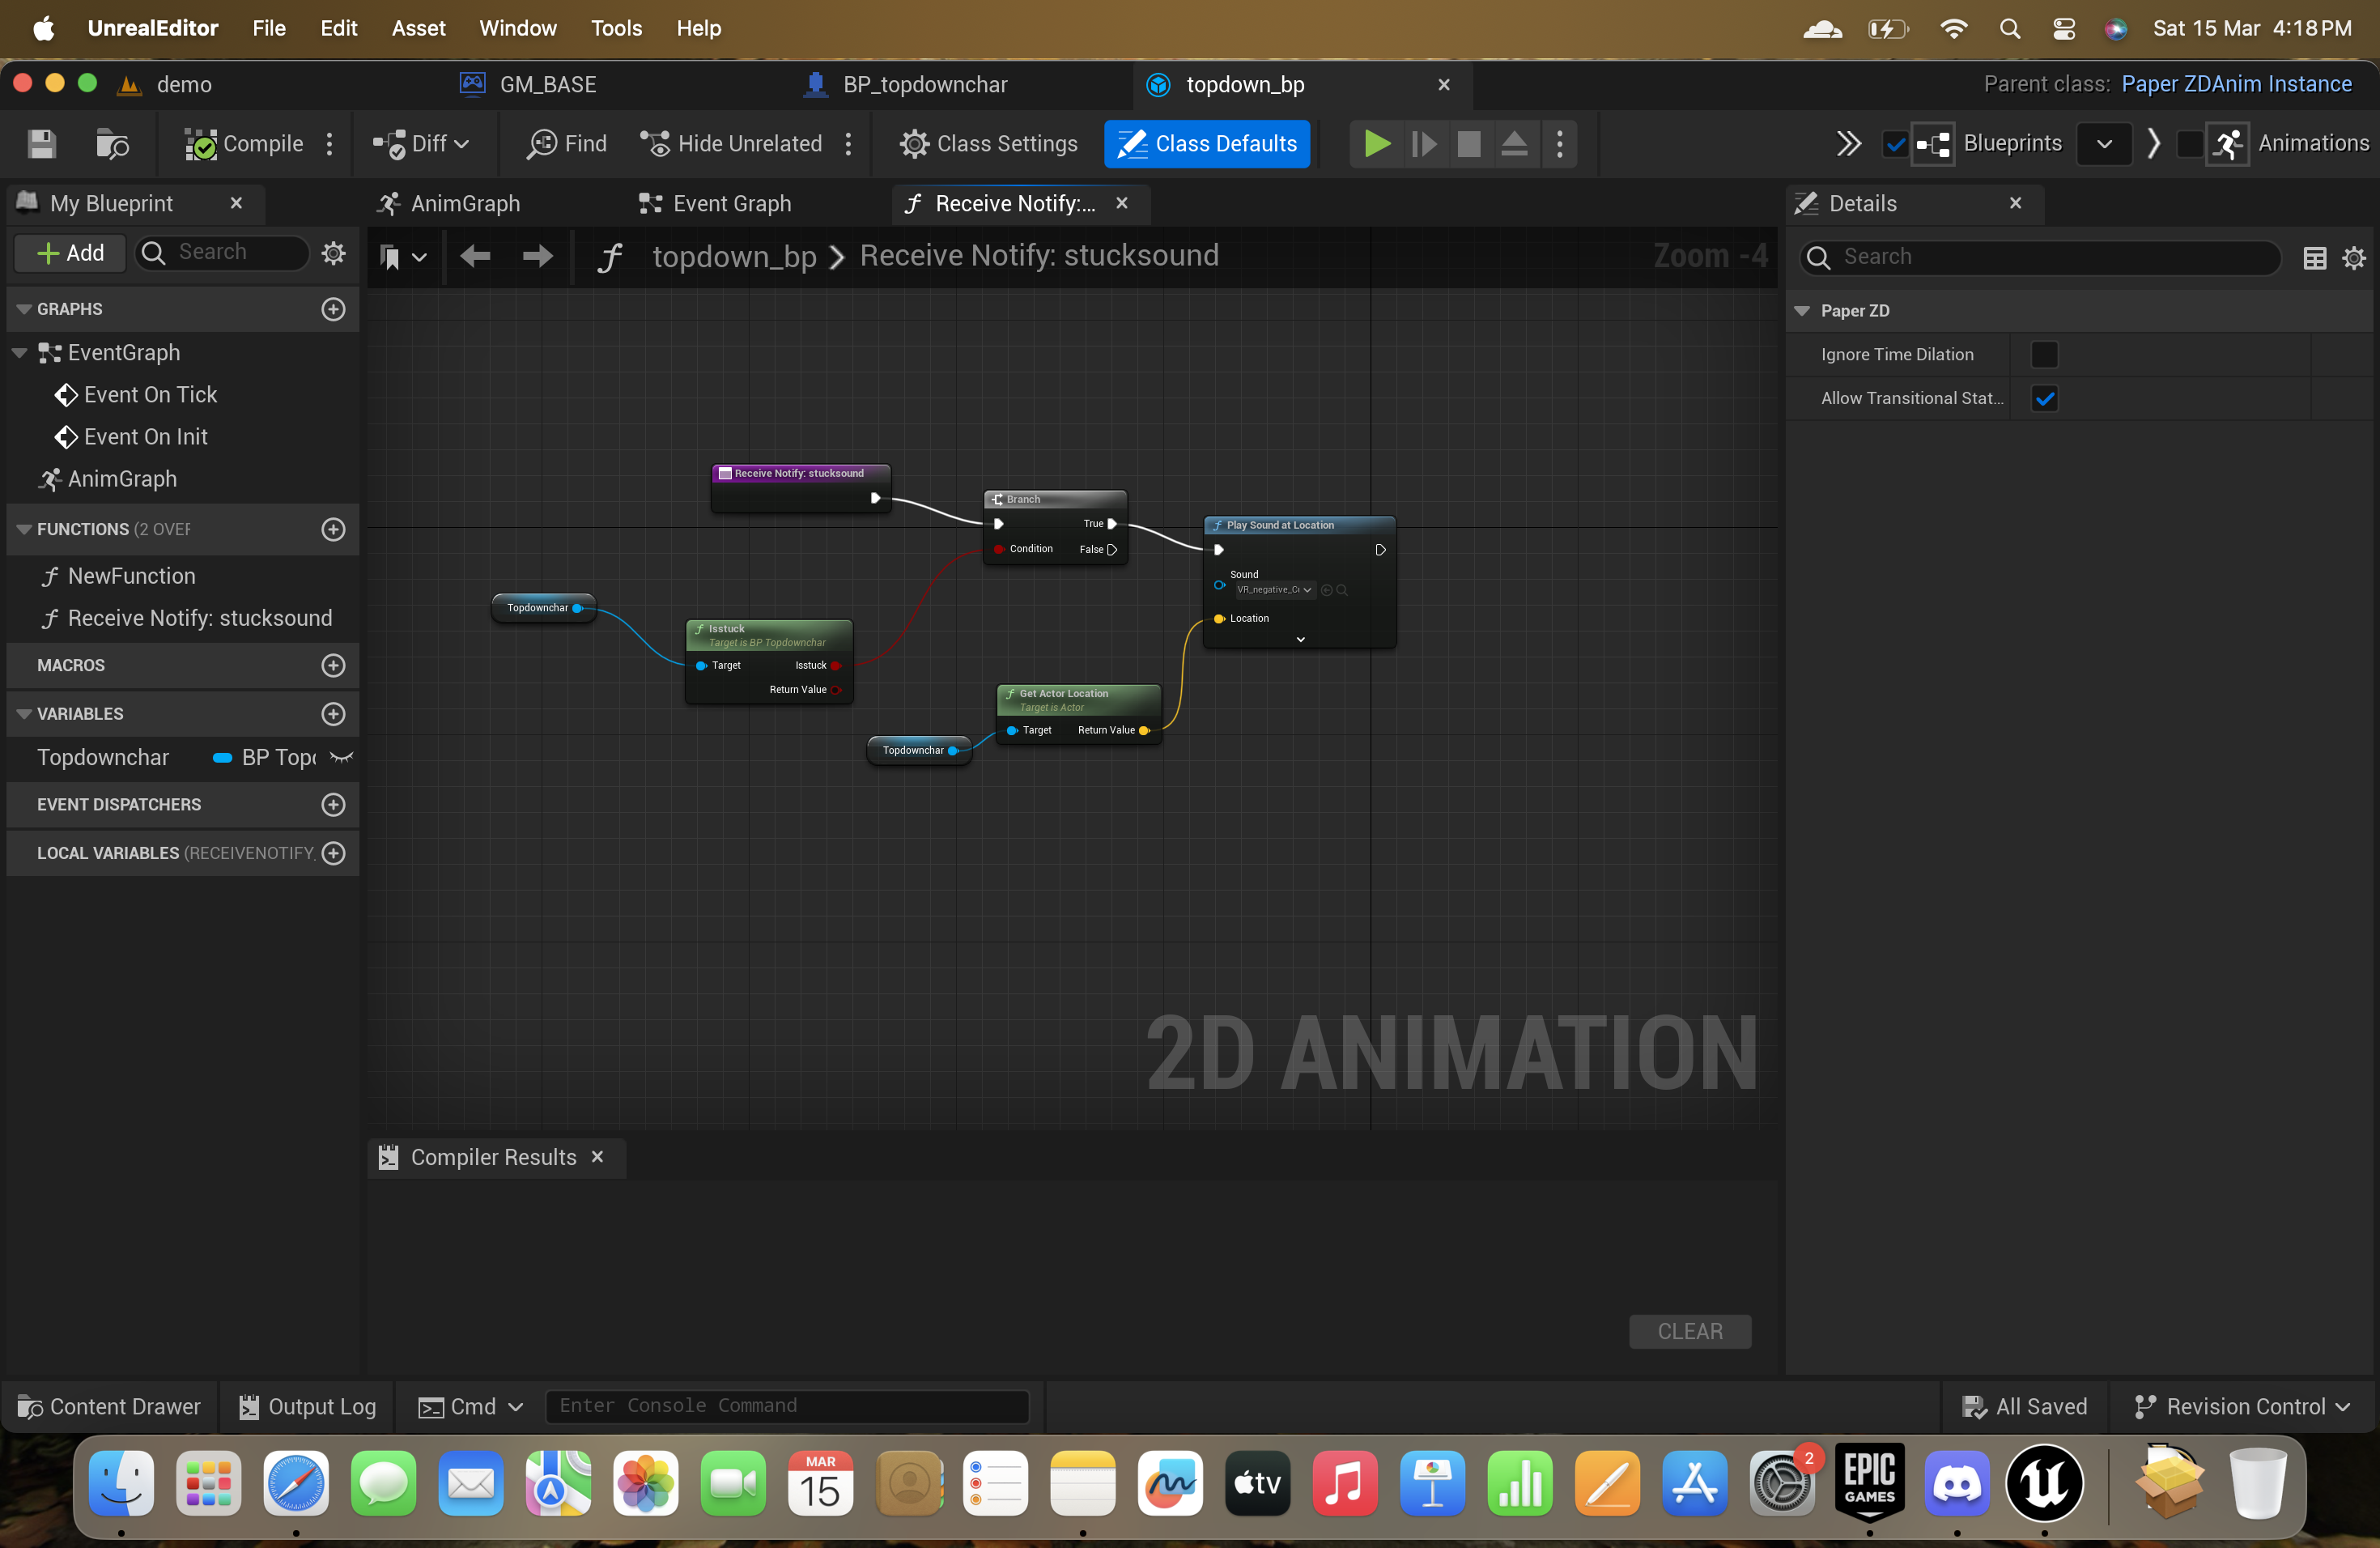 UnrealEditor File Edit Asset Window Tools Help Sat 15 Mar 4:18 PM
demo GM_BASE BP_topdownchar topdown_bp Parent class: Paper ZDAnim Instance
Compile Diff Find Hide Unrelated Class Settings Class Defaults Blueprints Animations
My Blueprint AnimGraph Event Graph Receive Notify:... Details
Add Search topdown_bp Receive Notify: stucksound Zoom -4 Search
GRAPHS
EventGraph
Event On Tick
Event On Init
AnimGraph
FUNCTIONS (2 OVER
NewFunction
Receive Notify: stucksound
MACROS
VARIABLES
Topdownchar BP Topd
EVENT DISPATCHERS
LOCAL VARIABLES (RECEIVENOTIFY_
Receive Notify: stucksound
Branch
True
Condition False
Play Sound at Location
Sound
VR_negative_Cl
Location
Topdownchar
Isstuck
Target is BP Topdownchar
Target Isstuck
Return Value
Get Actor Location
Target is Actor
Target Return Value
Topdownchar
2D ANIMATION
Paper ZD
Ignore Time Dilation
Allow Transitional Stat...
Compiler Results
CLEAR
Content Drawer Output Log Cmd Enter Console Command All Saved Revision Control
MAR
15
tv
2
EPIC
GAMES